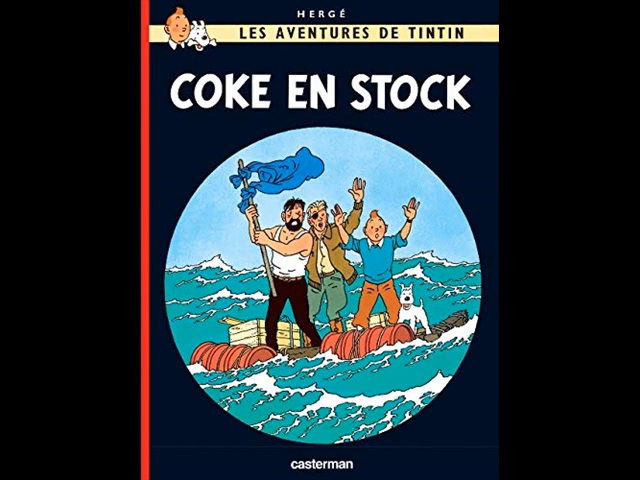 HERGÉ
LES AVENTURES DE TINTIN
COKE EN STOCK
casterman